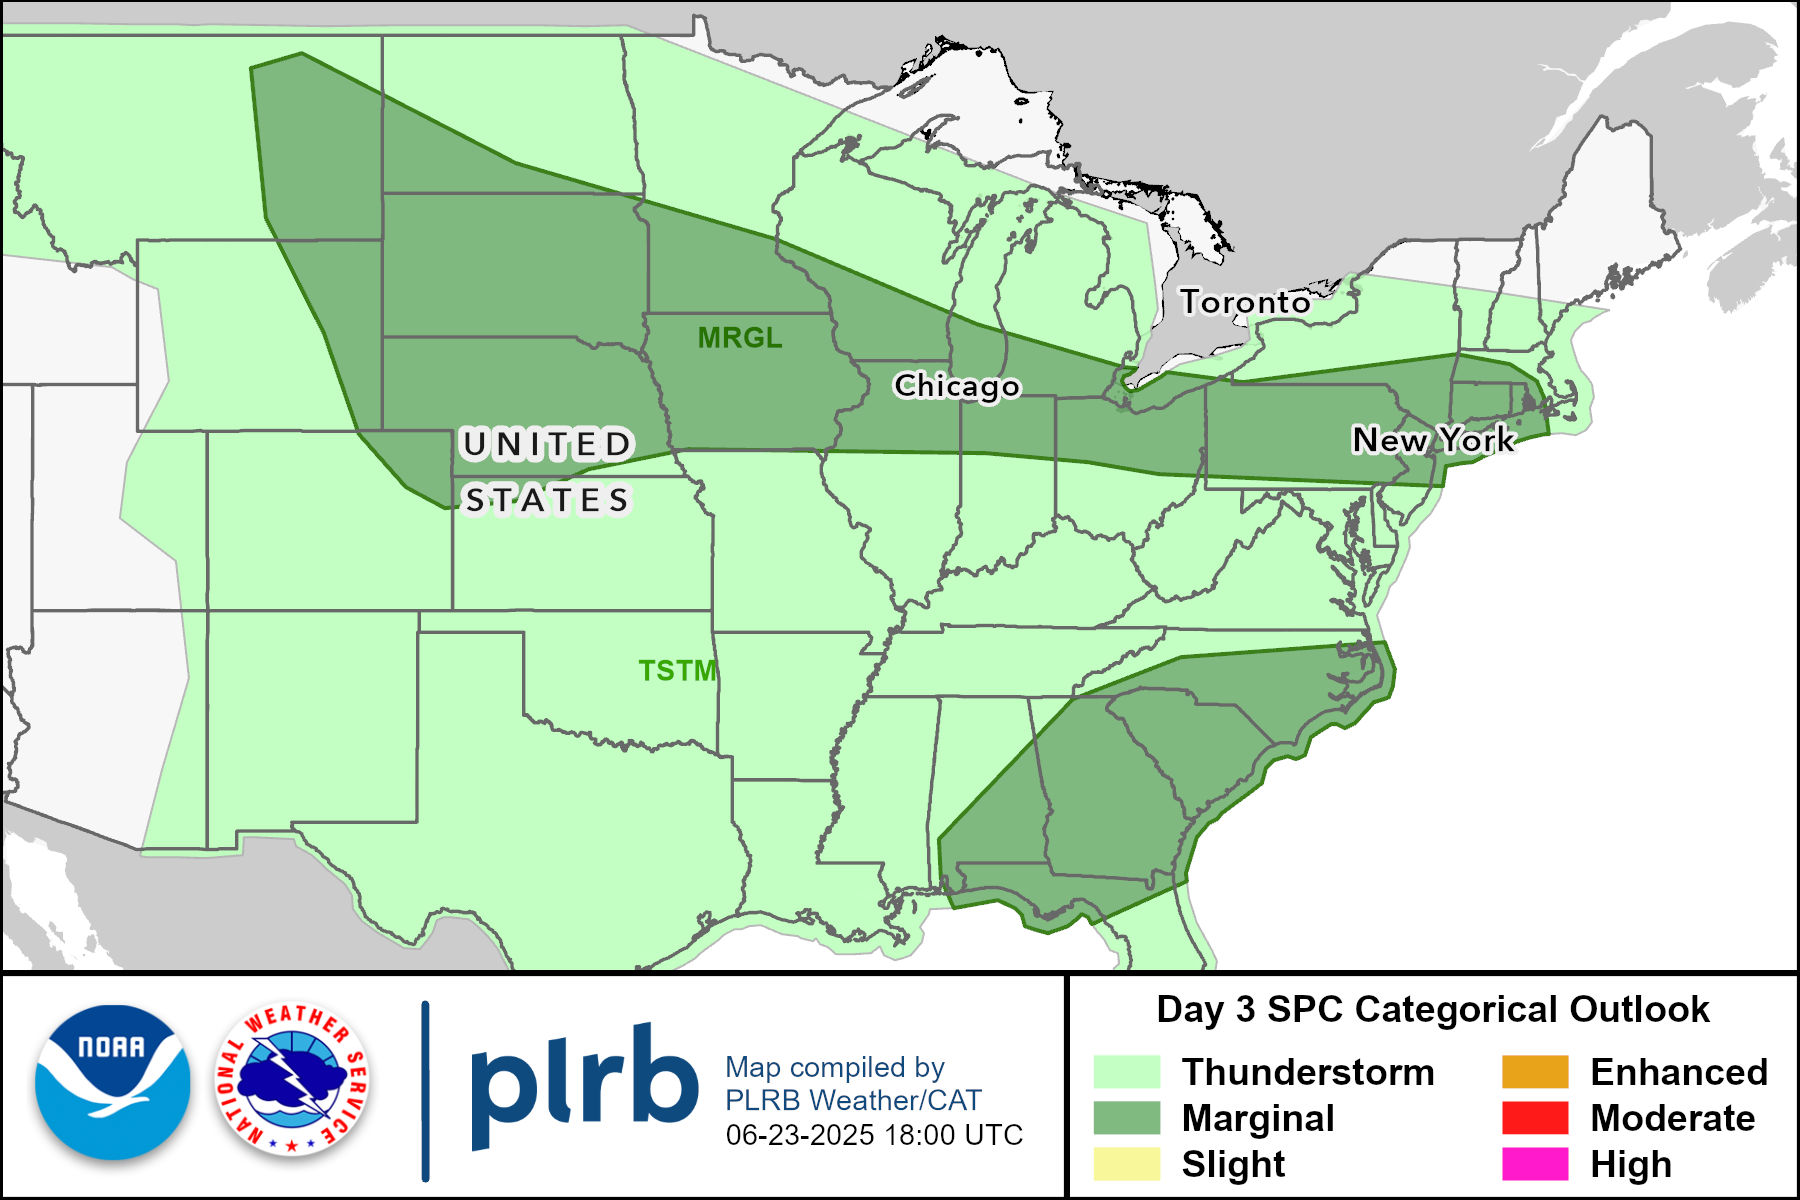 MRGL
Toronto
Chicago
UNITED
New York
STATES
TSTM
NOAA
NATIONAL WEATHER SERVICE
plrb
Map compiled by
PLRB Weather/CAT
06-23-2025 18:00 UTC
Day 3 SPC Categorical Outlook
Thunderstorm
Enhanced
Marginal
Moderate
Slight
High